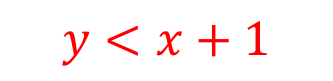 y < x + 1